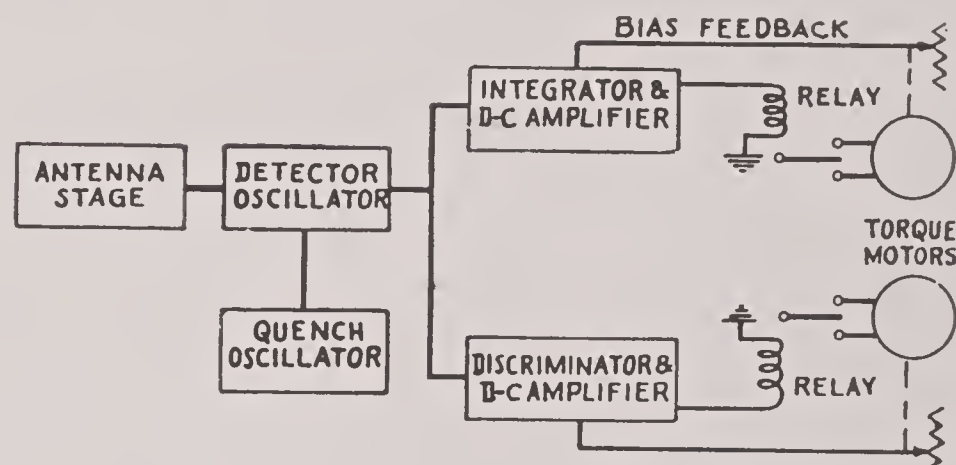 BIAS FEEDBACK
INTEGRATOR &
D-C AMPLIFIER
RELAY
ANTENNA
STAGE
DETECTOR
OSCILLATOR
TORQUE
MOTORS
QUENCH
OSCILLATOR
DISCRIMINATOR &
D-C AMPLIFIER
RELAY